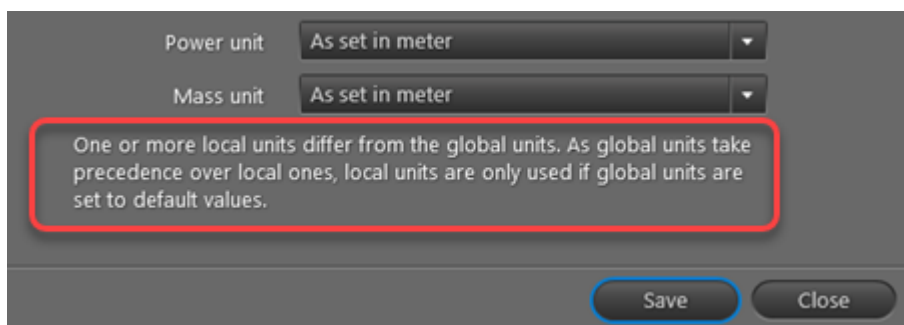 Power unit As set in meter
Mass unit As set in meter
One or more local units differ from the global units. As global units take
precedence over local ones, local units are only used if global units are
set to default values.
Save Close